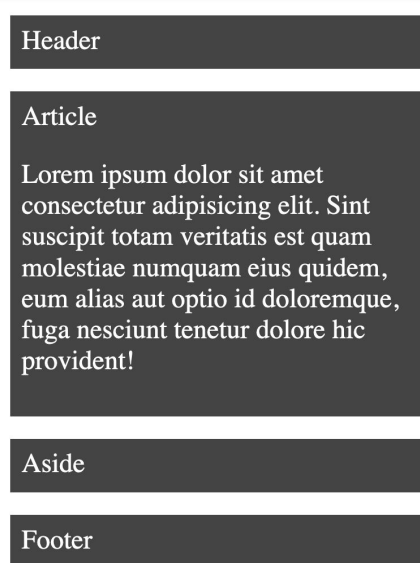 Header
Article
Lorem ipsum dolor sit amet
consectetur adipisicing elit. Sint
suscipit totam veritatis est quam
molestiae numquam eius quidem,
eum alias aut optio id doloremque,
fuga nesciunt tenetur dolore hic
provident!
Aside
Footer